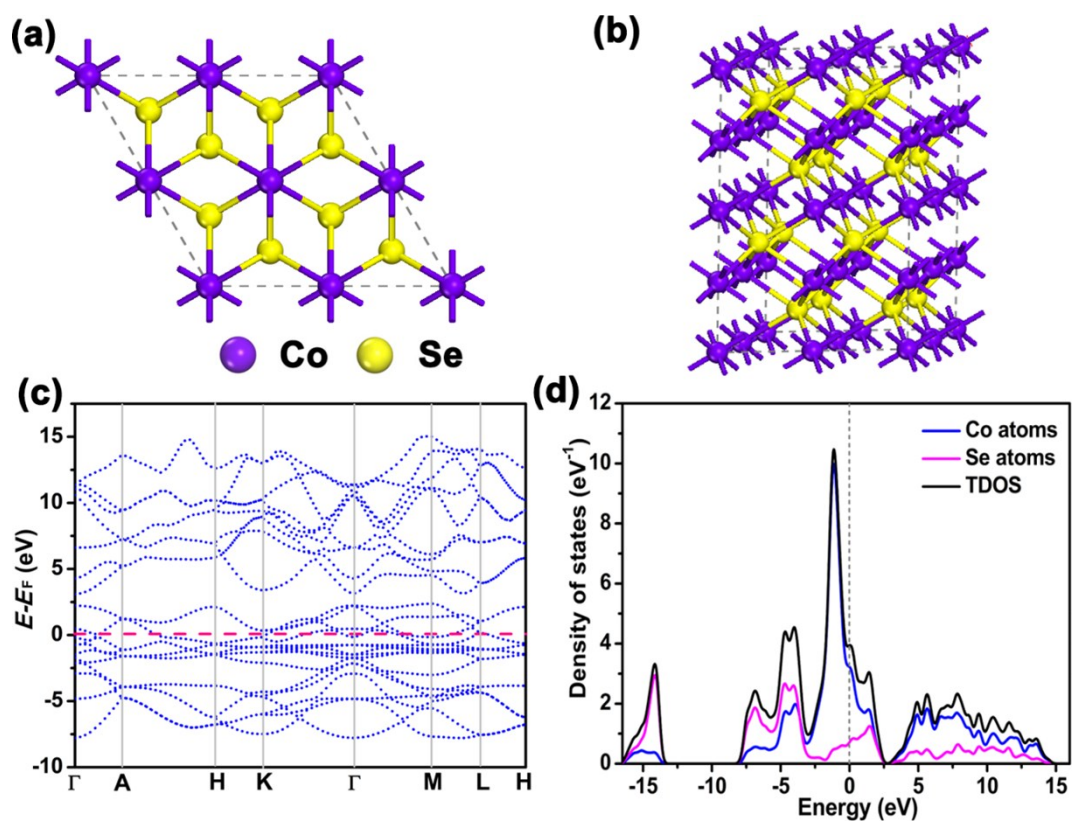 (a)
(b)
Co Se
(c)
15
10
5
0
-5
-10
E-EF (eV)
Γ A H K Γ M L H
(d)
12
10
8
6
4
2
0
Density of states (eV⁻¹)
Co atoms
Se atoms
TDOS
-15 -10 -5 0 5 10 15
Energy (eV)